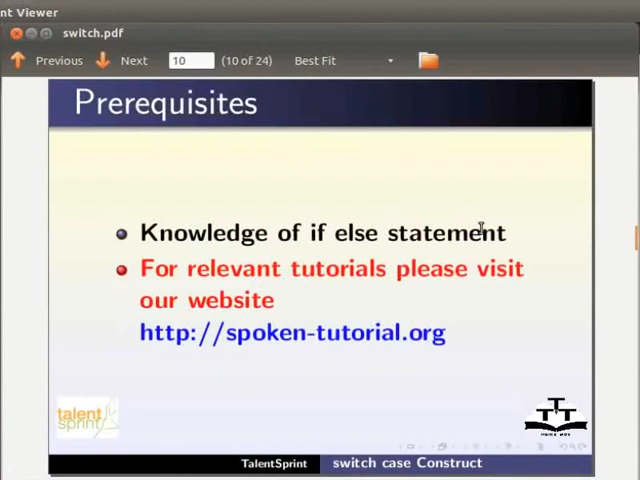 nt Viewer
switch.pdf
Previous Next 10 (10 of 24) Best Fit
Prerequisites
Knowledge of if else statement
For relevant tutorials please visit
our website
http://spoken-tutorial.org
talent
sprint
TalentSprint switch case Construct